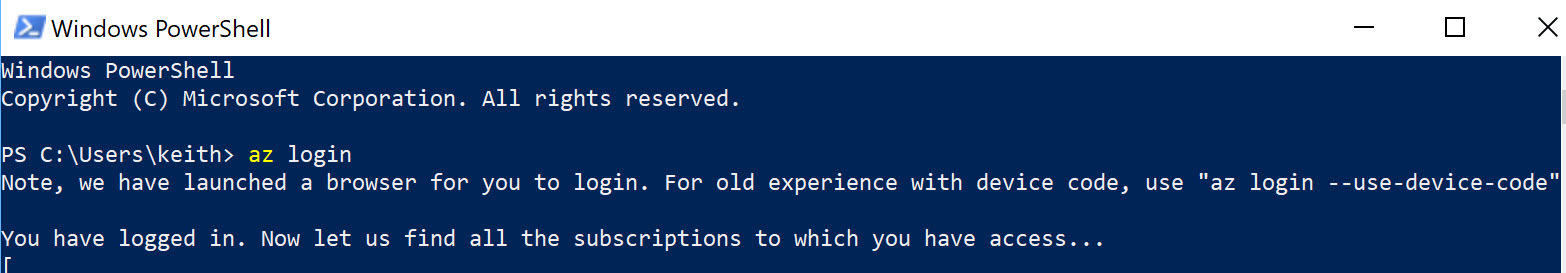 Windows PowerShell
Windows PowerShell
Copyright (C) Microsoft Corporation. All rights reserved.
PS C:\Users\keith> az login
Note, we have launched a browser for you to login. For old experience with device code, use "az login --use-device-code"
You have logged in. Now let us find all the subscriptions to which you have access...
[